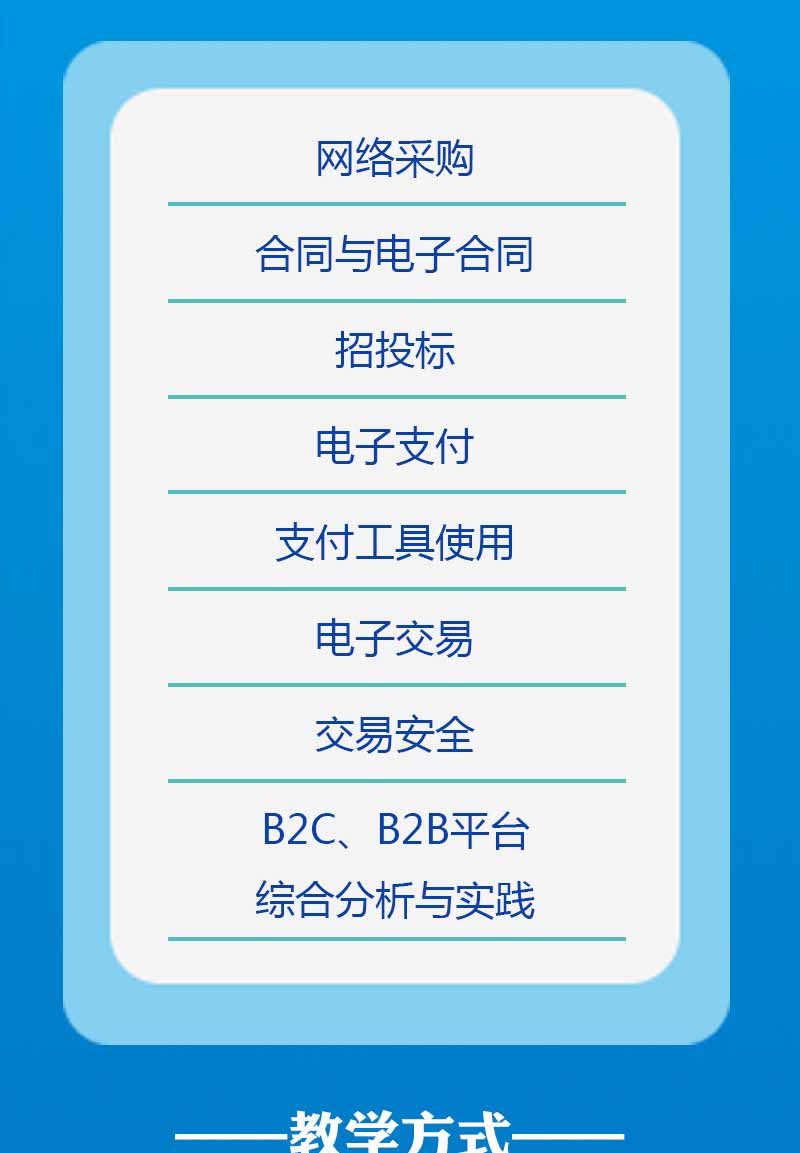 网络采购
合同与电子合同
招投标
电子支付
支付工具使用
电子交易
交易安全
B2C、B2B平台
综合分析与实践
教学方式